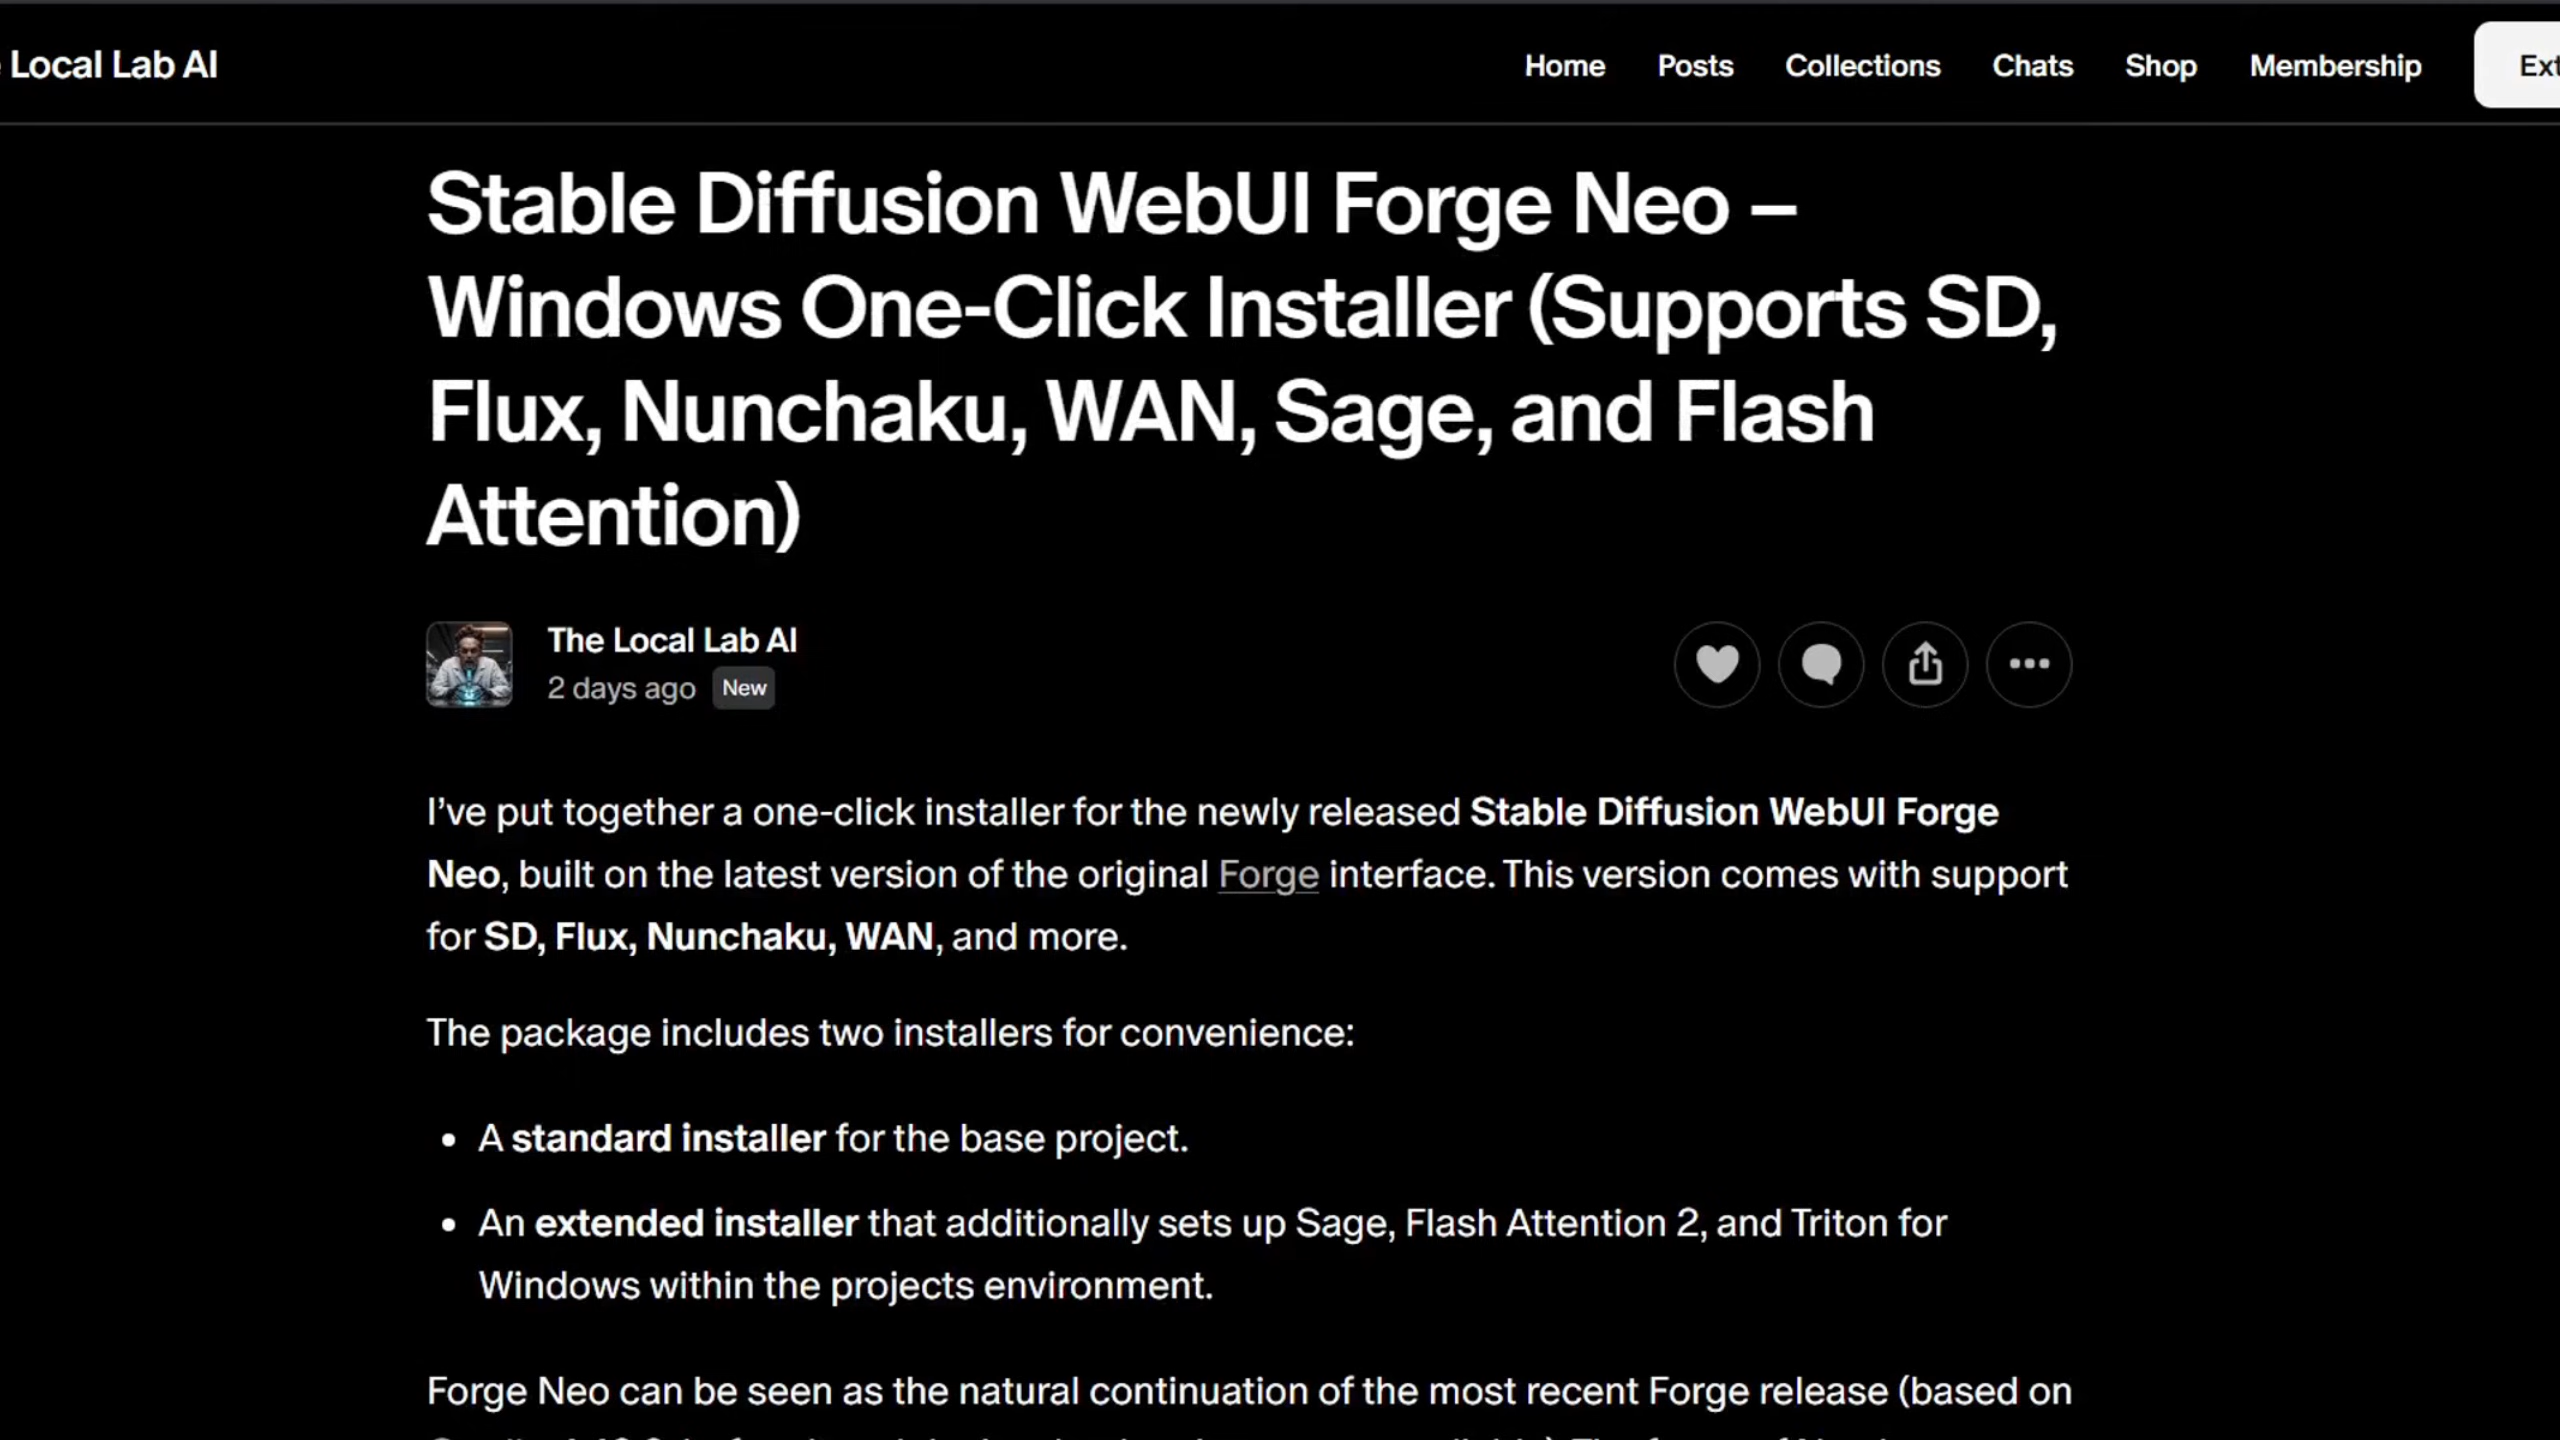 Local Lab AI
Home Posts Collections Chats Shop Membership
Stable Diffusion WebUI Forge Neo –
Windows One-Click Installer (Supports SD,
Flux, Nunchaku, WAN, Sage, and Flash
Attention)
The Local Lab AI
2 days ago New
I’ve put together a one-click installer for the newly released Stable Diffusion WebUI Forge
Neo, built on the latest version of the original Forge interface. This version comes with support
for SD, Flux, Nunchaku, WAN, and more.
The package includes two installers for convenience:
• A standard installer for the base project.
• An extended installer that additionally sets up Sage, Flash Attention 2, and Triton for
Windows within the projects environment.
Forge Neo can be seen as the natural continuation of the most recent Forge release (based on